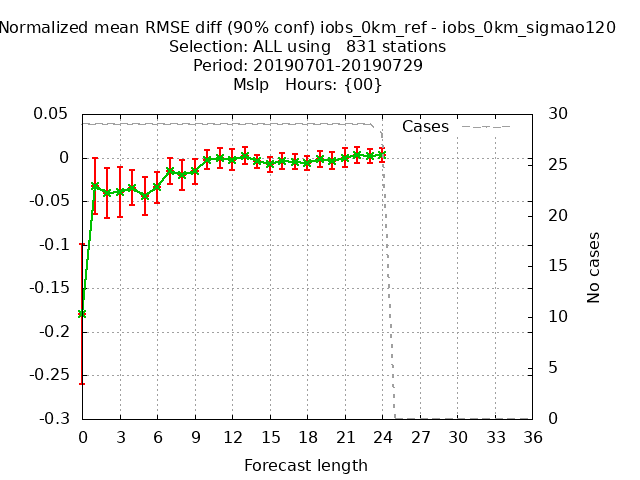 Normalized mean RMSE diff (90% conf) iobs_0km_ref - iobs_0km_sigmao120
Selection: ALL using   831 stations
Period: 20190701-20190729
Mslp   Hours: {00}
Cases
0.05
0
-0.05
-0.1
-0.15
-0.2
-0.25
-0.3
30
25
20
15
10
5
0
No cases
0 3 6 9 12 15 18 21 24 27 30 33 36
Forecast length